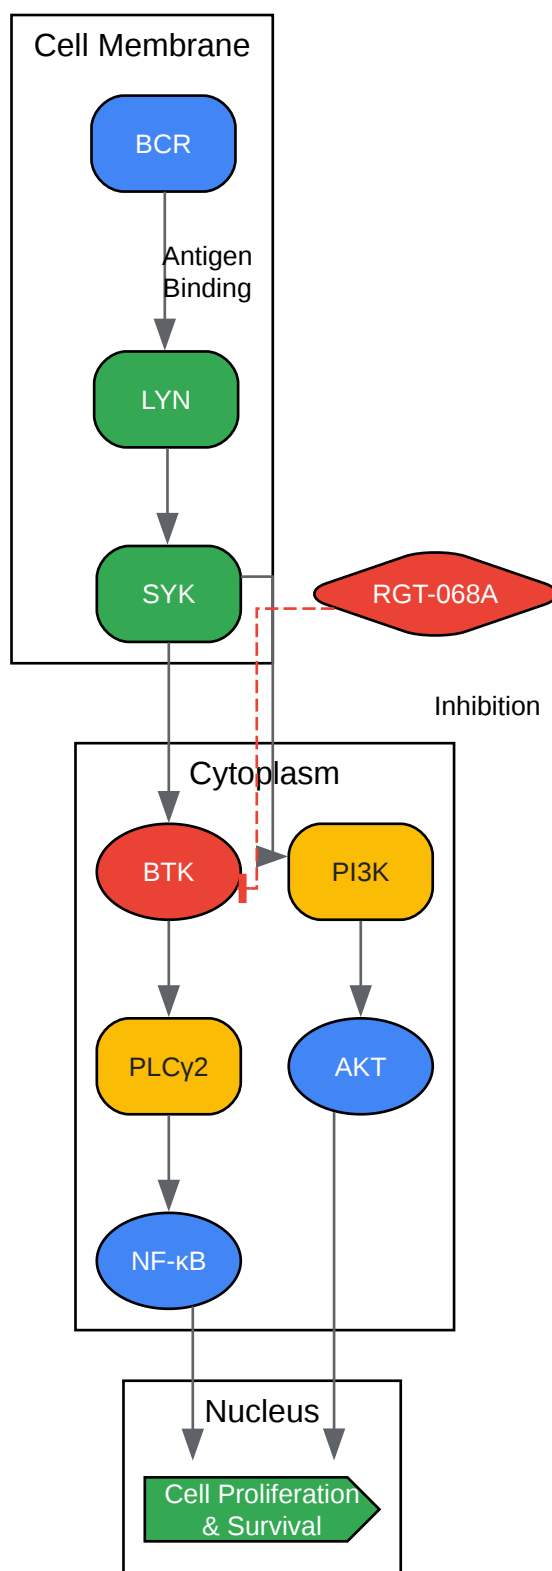 Cell Membrane
BCR
Antigen
Binding
LYN
SYK
RGT-068A
Inhibition
Cytoplasm
BTK
PI3K
PLCγ2
AKT
NF-κB
Nucleus
Cell Proliferation
& Survival